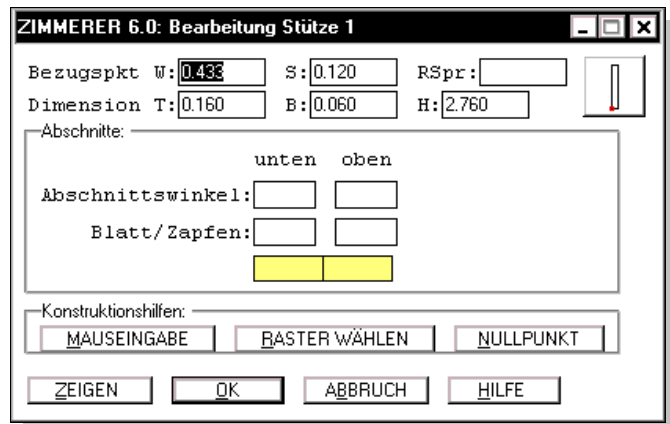 ZIMMERER 6.0: Bearbeitung Stütze 1
Bezugspkt W: 0.433 S: 0.120 RSpr:
Dimension T: 0.160 B: 0.060 H: 2.760
Abschnitte:
unten oben
Abschnittswinkel:
Blatt/Zapfen:
Konstruktionshilfen:
MAUSEINGABE RASTER WÄHLEN NULLPUNKT
ZEIGEN OK ABBRUCH HILFE